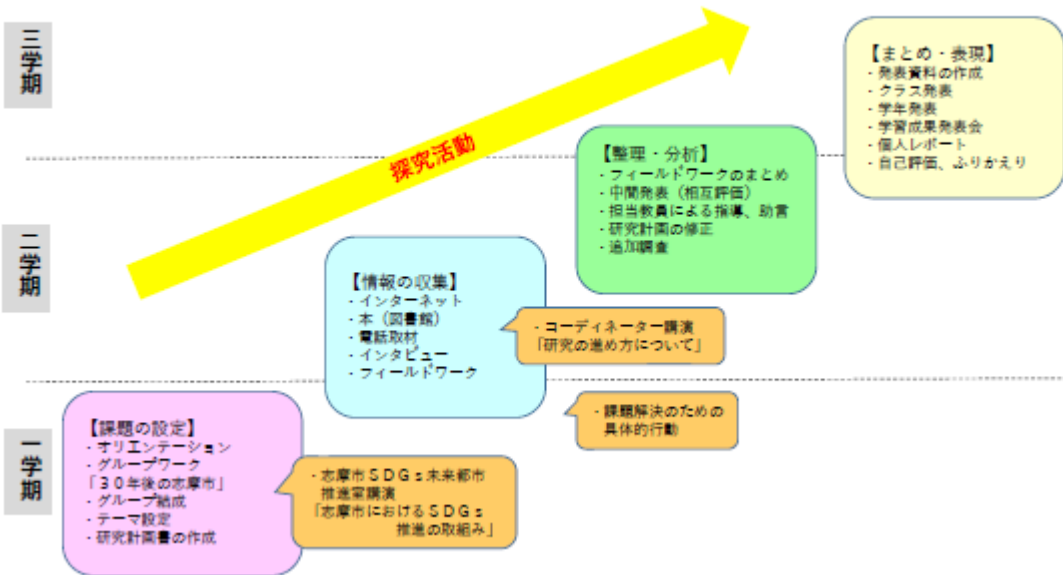 三学期
【まとめ・表現】
・発表資料の作成
・クラス発表
・学年発表
・学習成果発表会
・個人レポート
・自己評価、ふりかえり
探究活動
【整理・分析】
・フィールドワークのまとめ
・中間発表（相互評価）
・担当教員による指導、助言
・研究計画の修正
・追加調査
二学期
【情報の収集】
・インターネット
・本（図書館）
・電話取材
・インタビュー
・フィールドワーク
・コーディネーター講演
「研究の進め方について」
・課題解決のための
具体的行動
一学期
【課題の設定】
・オリエンテーション
・グループワーク
「３０年後の志摩市」
・グループ結成
・テーマ設定
・研究計画書の作成
・志摩市ＳＤＧｓ未来都市
推進室講演
「志摩市におけるＳＤＧｓ
推進の取組み」